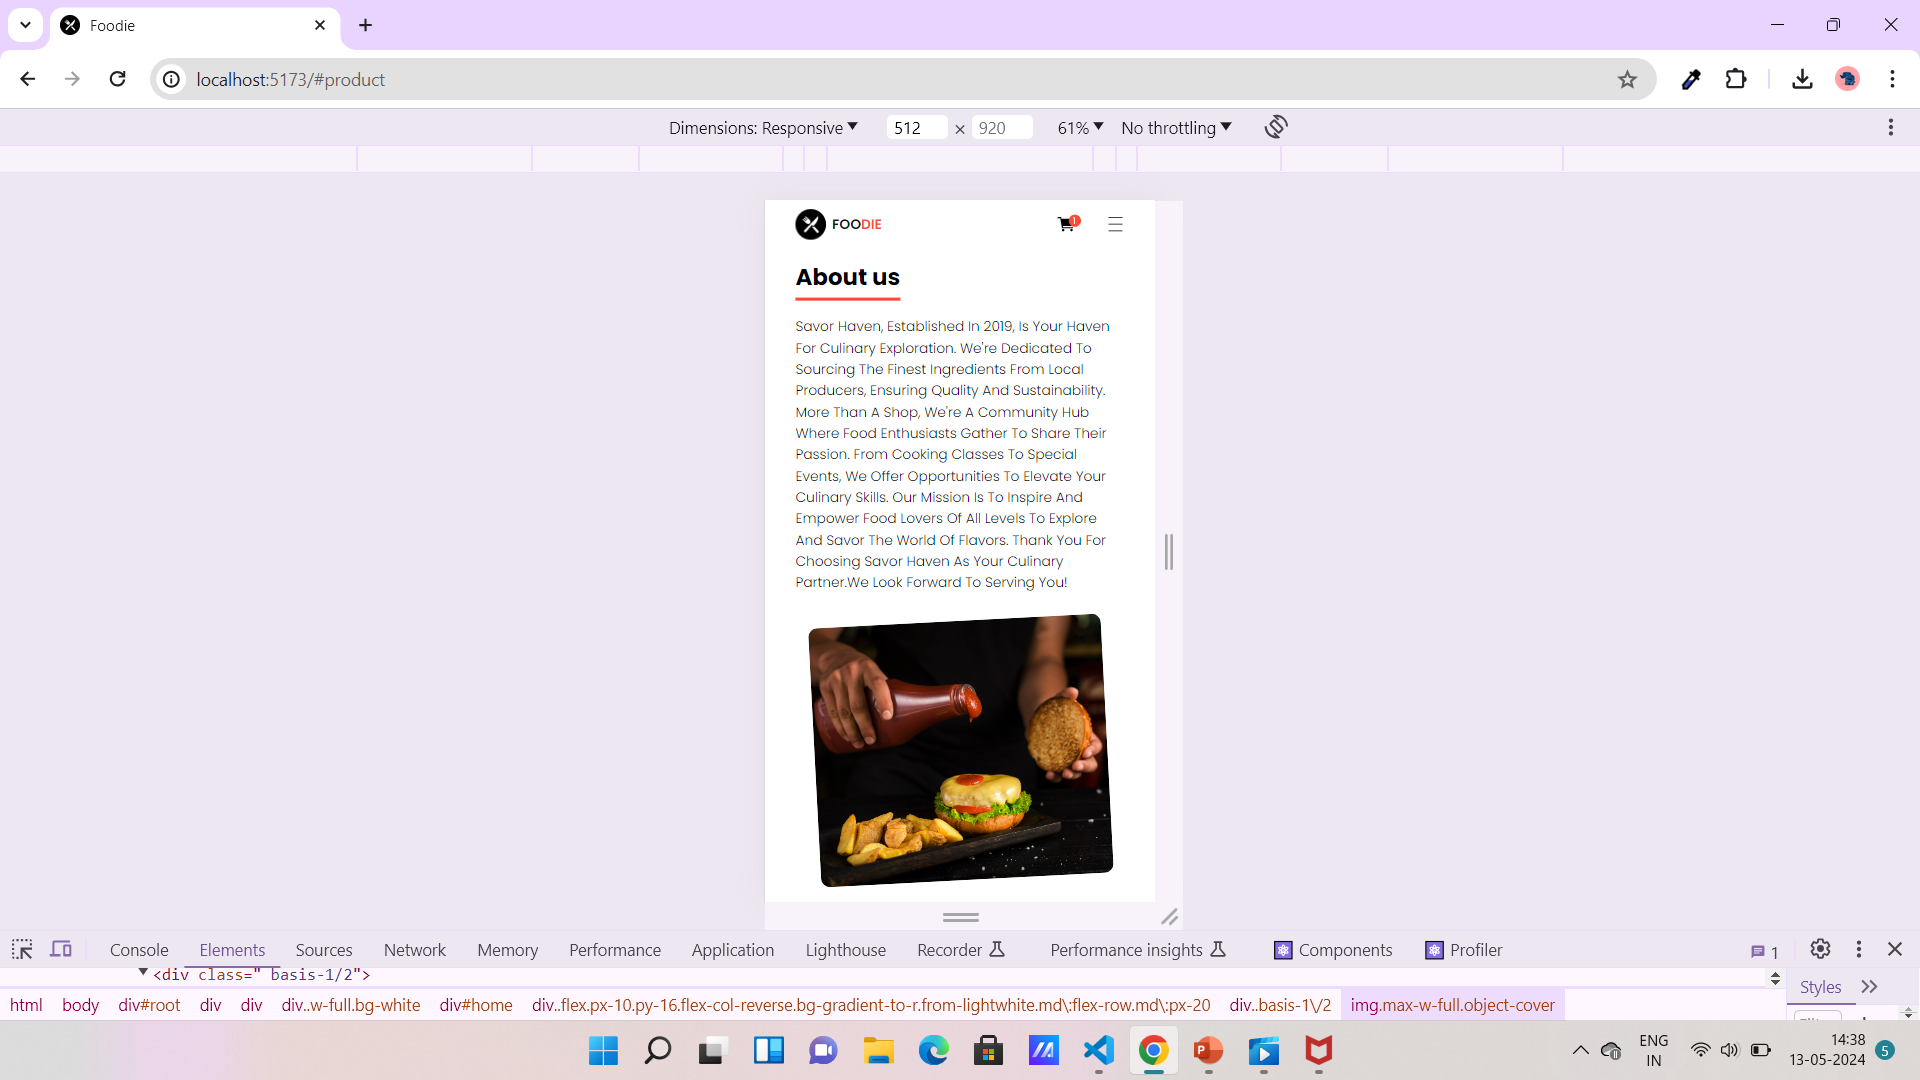 Foodie
localhost:5173/#product
Dimensions: Responsive 512 × 920 61% No throttling
FOODIE 1
About us
Savor Haven, Established In 2019, Is Your Haven
For Culinary Exploration. We're Dedicated To
Sourcing The Finest Ingredients From Local
Producers, Ensuring Quality And Sustainability.
More Than A Shop, We're A Community Hub
Where Food Enthusiasts Gather To Share Their
Passion. From Cooking Classes To Special
Events, We Offer Opportunities To Elevate Your
Culinary Skills. Our Mission Is To Inspire And
Empower Food Lovers Of All Levels To Explore
And Savor The World Of Flavors. Thank You For
Choosing Savor Haven As Your Culinary
Partner.We Look Forward To Serving You!
Console Elements Sources Network Memory Performance Application Lighthouse Recorder Performance insights Components Profiler 1
<div class=" basis-1/2">
Styles
html body div#root div div div..w-full.bg-white div#home div..flex.px-10.py-16.flex-col-reverse.bg-gradient-to-r.from-lightwhite.md\:flex-row.md\:px-20 div..basis-1\/2 img.max-w-full.object-cover
ENG 14:38
IN 13-05-2024 5